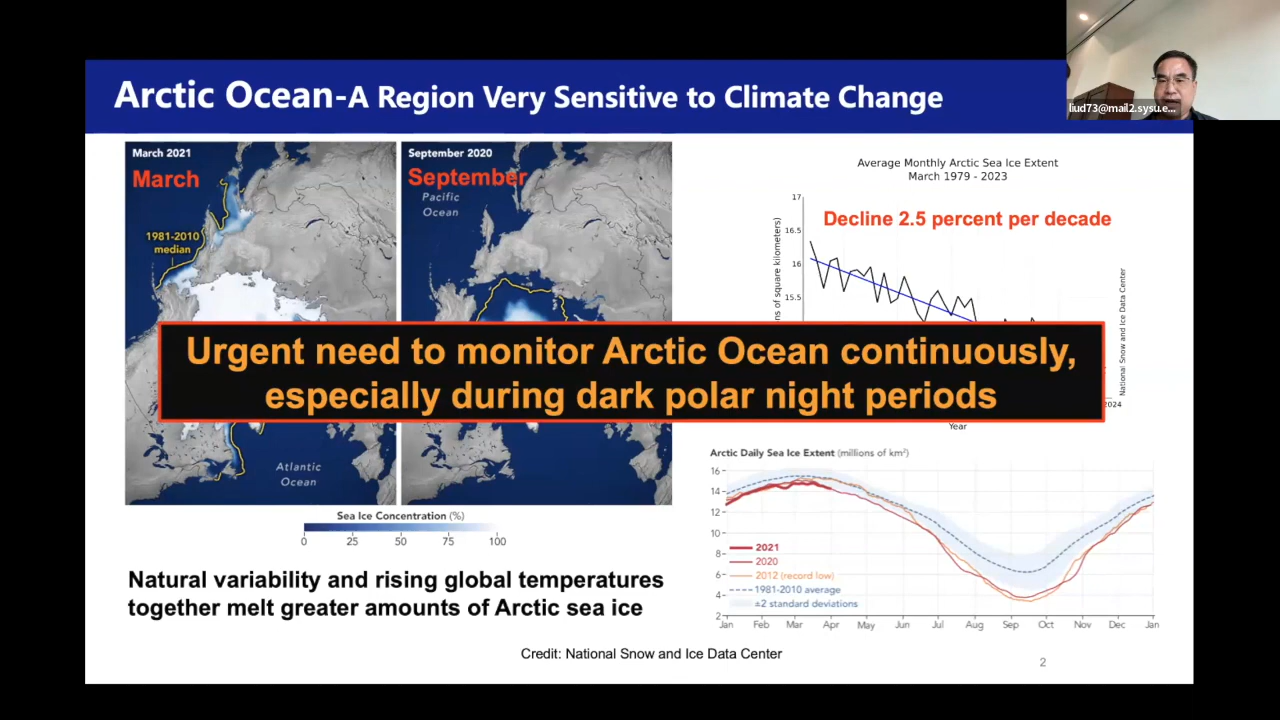 liud73@mail2.sysu.e...
Arctic Ocean-A Region Very Sensitive to Climate Change
March 2021
March
1981-2010
median
September 2020
September
Pacific
Ocean
Atlantic
Ocean
Sea Ice Concentration (%)
0 25 50 75 100
Average Monthly Arctic Sea Ice Extent
March 1979 - 2023
Decline 2.5 percent per decade
17
16.5
16
15.5
of square kilometers)
National Snow and Ice Data Center
2024
Year
Urgent need to monitor Arctic Ocean continuously,
especially during dark polar night periods
Arctic Daily Sea Ice Extent (millions of km²)
16
14
12
10
8
6
4
2
2021
2020
2012 (record low)
1981-2010 average
±2 standard deviations
Jan Feb Mar Apr May Jun Jul Aug Sep Oct Nov Dec Jan
Natural variability and rising global temperatures
together melt greater amounts of Arctic sea ice
Credit: National Snow and Ice Data Center
2